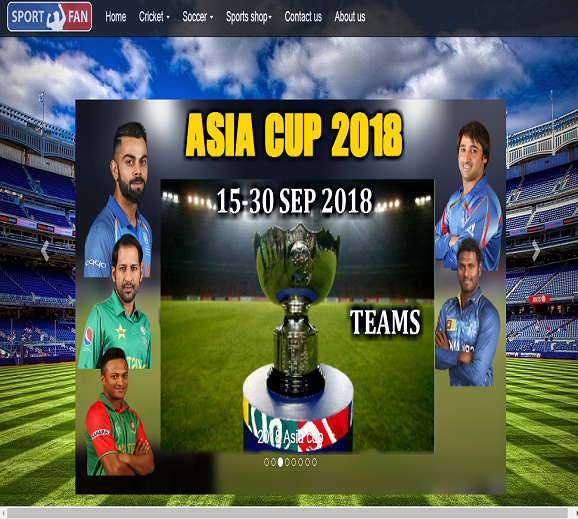 SPORT FAN
Home Cricket Soccer Sports shop Contact us About us
ASIA CUP 2018
15-30 SEP 2018
TEAMS
2018 Asia cup